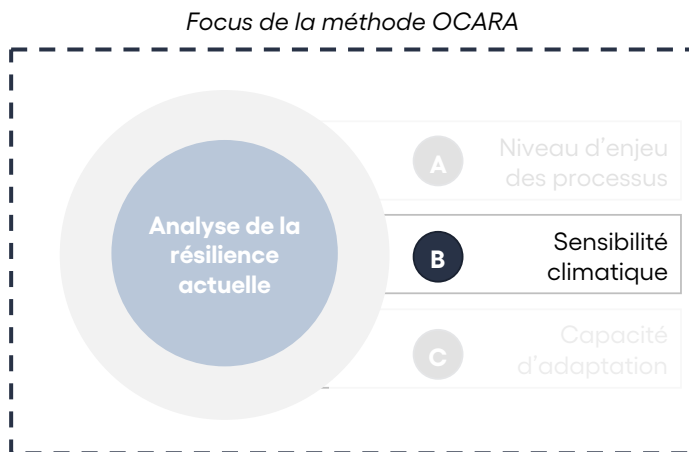 Focus de la méthode OCARA
Analyse de la
résilience
actuelle
A
Niveau d'enjeu
des processus
B
Sensibilité
climatique
C
Capacité
d'adaptation